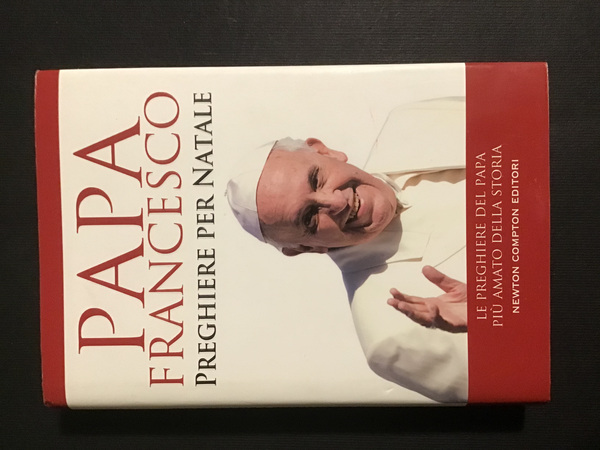 PAPA
FRANCESCO
PREGHIERE PER NATALE
LE PREGHIERE DEL PAPA
PIÙ AMATO DELLA STORIA
NEWTON COMPTON EDITORI